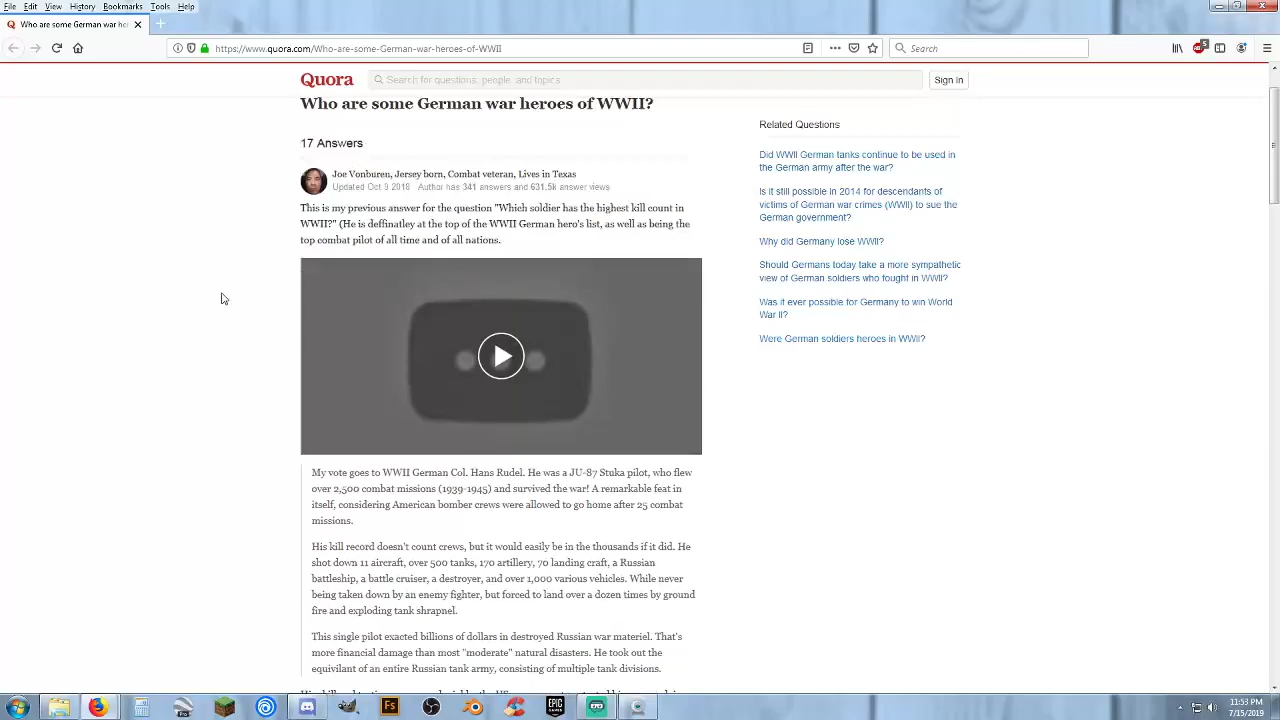 File Edit View History Bookmarks Tools Help
Who are some German war her
https://www.quora.com/Who-are-some-German-war-heroes-of-WWII
Search
5
Quora
Search for questions, people, and topics
Sign In
Who are some German war heroes of WWII?
17 Answers
Joe Vonburen, Jersey born, Combat veteran, Lives in Texas
Updated Oct 9 2018 Author has 341 answers and 631.5k answer views
This is my previous answer for the question "Which soldier has the highest kill count in
WWII?" (He is deffinatley at the top of the WWII German hero's list, as well as being the
top combat pilot of all time and of all nations.
My vote goes to WWII German Col. Hans Rudel. He was a JU-87 Stuka pilot, who flew
over 2,500 combat missions (1939-1945) and survived the war! A remarkable feat in
itself, considering American bomber crews were allowed to go home after 25 combat
missions.
His kill record doesn't count crews, but it would easily be in the thousands if it did. He
shot down 11 aircraft, over 500 tanks, 170 artillery, 70 landing craft, a Russian
battleship, a battle cruiser, a destroyer, and over 1,000 various vehicles. While never
being taken down by an enemy fighter, but forced to land over a dozen times by ground
fire and exploding tank shrapnel.
This single pilot exacted billions of dollars in destroyed Russian war materiel. That's
more financial damage than most "moderate" natural disasters. He took out the
equivilant of an entire Russian tank army, consisting of multiple tank divisions.
Related Questions
Did WWII German tanks continue to be used in
the German army after the war?
Is it still possible in 2014 for descendants of
victims of German war crimes (WWII) to sue the
German government?
Why did Germany lose WWII?
Should Germans today take a more sympathetic
view of German soldiers who fought in WWII?
Was it ever possible for Germany to win World
War II?
Were German soldiers heroes in WWII?
Fs
EPIC
GAMES
11:53 PM
7/15/2019